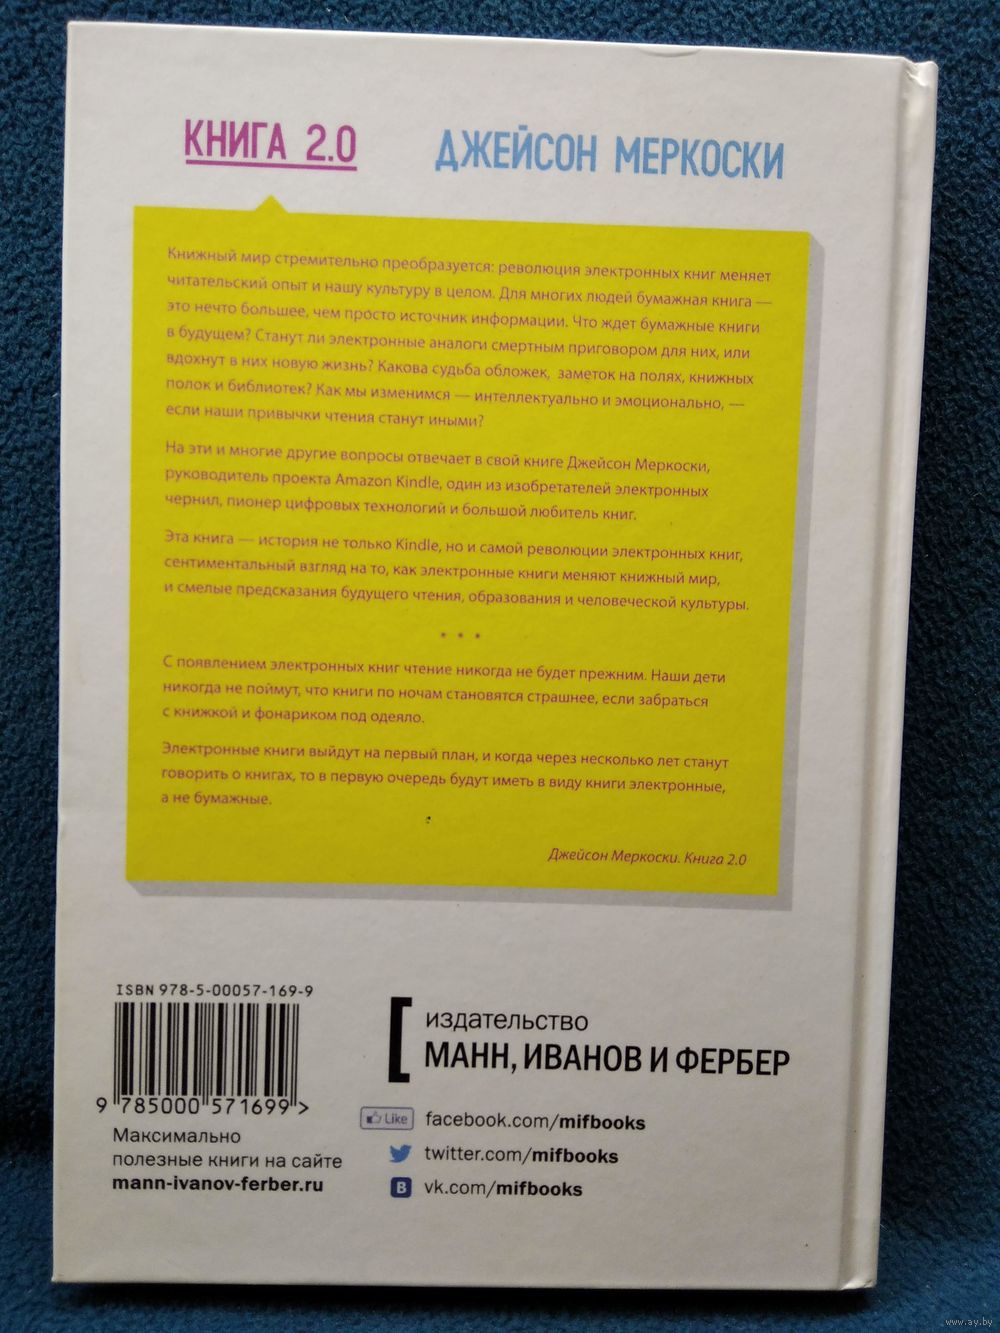 КНИГА 2.0
ДЖЕЙСОН МЕРКОСКИ
Книжный мир стремительно преобразуется: революция электронных книг меняет
читательский опыт и нашу культуру в целом. Для многих людей бумажная книга —
это нечто большее, чем просто источник информации. Что ждет бумажные книги
в будущем? Станут ли электронные аналоги смертным приговором для них, или
вдохнут в них новую жизнь? Какова судьба обложек, заметок на полях, книжных
полок и библиотек? Как мы изменимся — интеллектуально и эмоционально, —
если наши привычки чтения станут иными?
На эти и многие другие вопросы отвечает в свой книге Джейсон Меркоски,
руководитель проекта Amazon Kindle, один из изобретателей электронных
чернил, пионер цифровых технологий и большой любитель книг.
Эта книга — история не только Kindle, но и самой революции электронных книг,
сентиментальный взгляд на то, как электронные книги меняют книжный мир,
и смелые предсказания будущего чтения, образования и человеческой культуры.
* * *
С появлением электронных книг чтение никогда не будет прежним. Наши дети
никогда не поймут, что книги по ночам становятся страшнее, если забраться
с книжкой и фонариком под одеяло.
Электронные книги выйдут на первый план, и когда через несколько лет станут
говорить о книгах, то в первую очередь будут иметь в виду книги электронные,
а не бумажные.
Джейсон Меркоски. Книга 2.0
ISBN 978-5-00057-169-9
9 785000 571699 >
Максимально
полезные книги на сайте
mann-ivanov-ferber.ru
издательство
МАНН, ИВАНОВ И ФЕРБЕР
Like facebook.com/mifbooks
twitter.com/mifbooks
B vk.com/mifbooks
www.ay.by